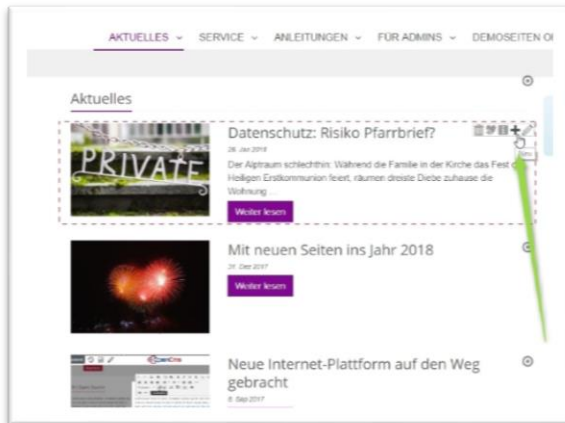 AKTUELLES SERVICE ANLEITUNGEN FÜR ADMINS DEMOSEITEN
Aktuelles
Datenschutz: Risiko Pfarrbrief?
26. Jan 2018
Der Alptraum schlechthin: Während die Familie in der Kirche das Fest
Heiligen Erstkommunion feiert, räumen dreiste Diebe zuhause die
Wohnung ...
Weiter lesen
PRIVATE
Mit neuen Seiten ins Jahr 2018
31. Dez 2017
Weiter lesen
Neue Internet-Plattform auf den Weg
gebracht
8. Sep 2017